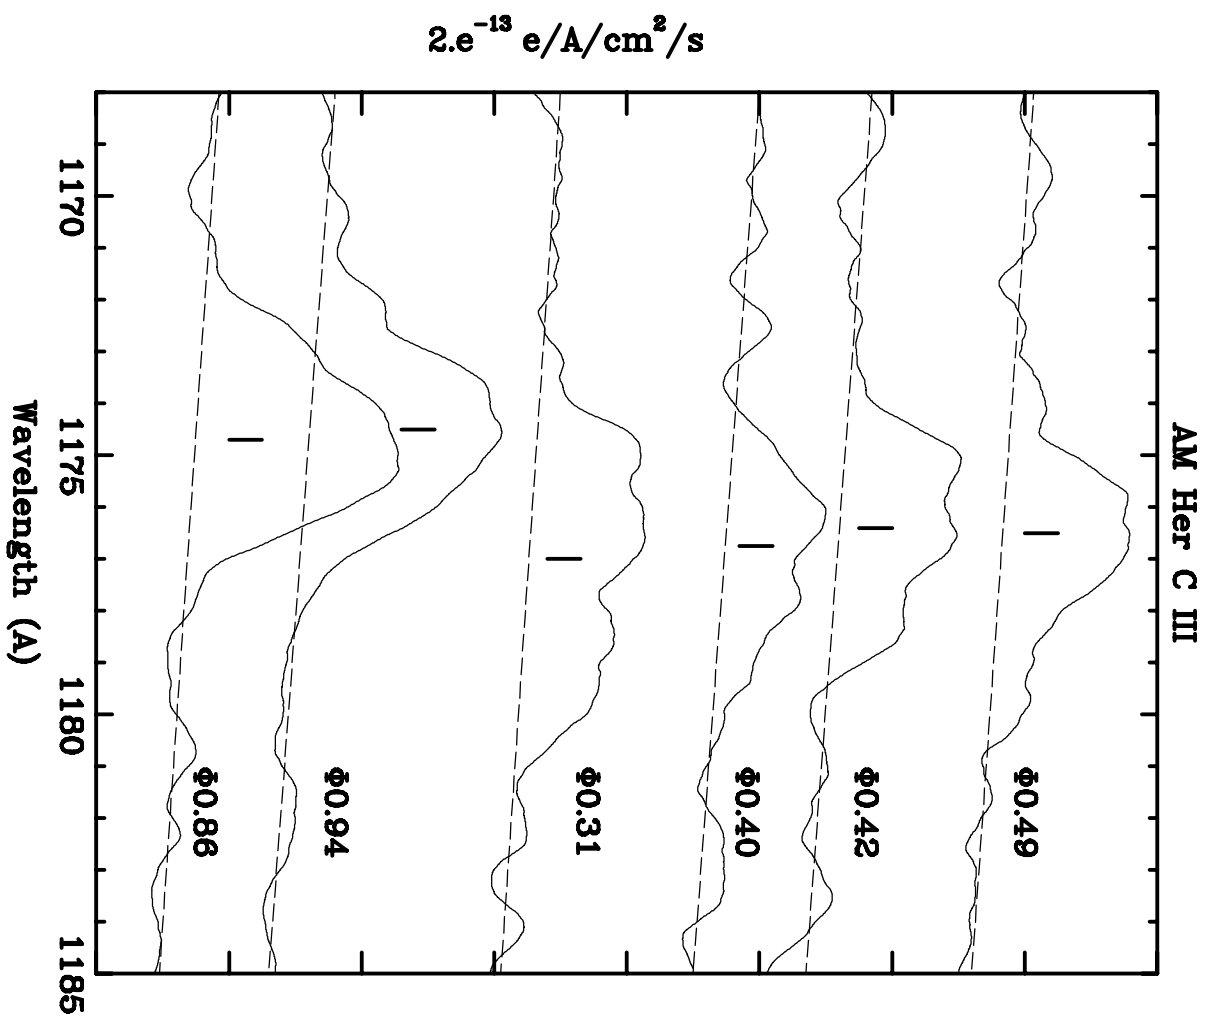 AM Her C III
2.e⁻¹³ e/A/cm²/s
Φ0.49
Φ0.42
Φ0.40
Φ0.31
Φ0.94
Φ0.86
1170
1175
1180
1185
Wavelength (A)